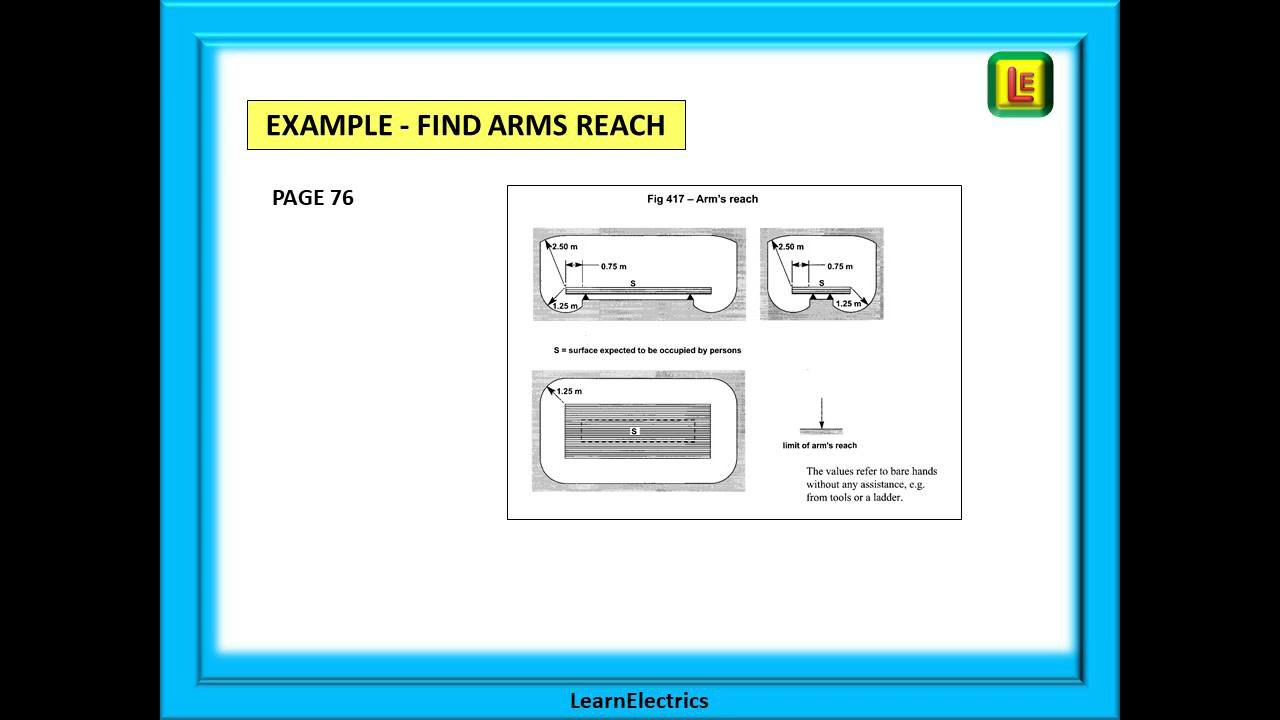 LE
EXAMPLE - FIND ARMS REACH
PAGE 76
Fig 417 – Arm's reach
2.50 m
0.75 m
S
1.25 m
2.50 m
0.75 m
S
1.25 m
S = surface expected to be occupied by persons
1.25 m
S
limit of arm's reach
The values refer to bare hands
without any assistance, e.g.
from tools or a ladder.
LearnElectrics